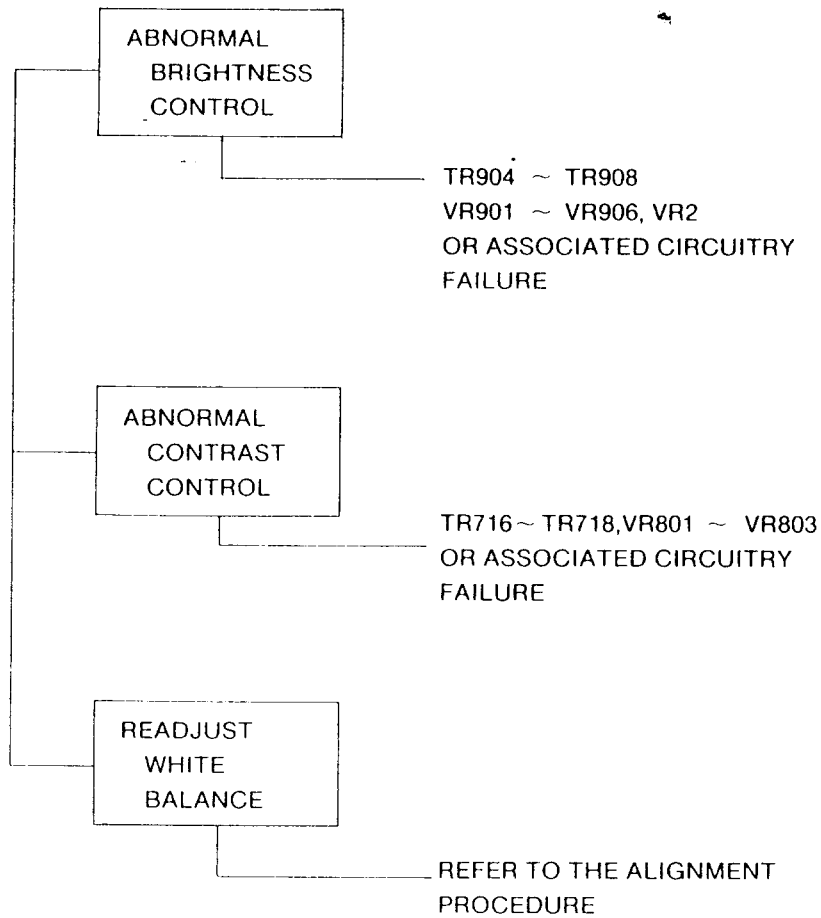 ABNORMAL
BRIGHTNESS
CONTROL
TR904 ~ TR908
VR901 ~ VR906, VR2
OR ASSOCIATED CIRCUITRY
FAILURE
ABNORMAL
CONTRAST
CONTROL
TR716~ TR718,VR801 ~ VR803
OR ASSOCIATED CIRCUITRY
FAILURE
READJUST
WHITE
BALANCE
REFER TO THE ALIGNMENT
PROCEDURE